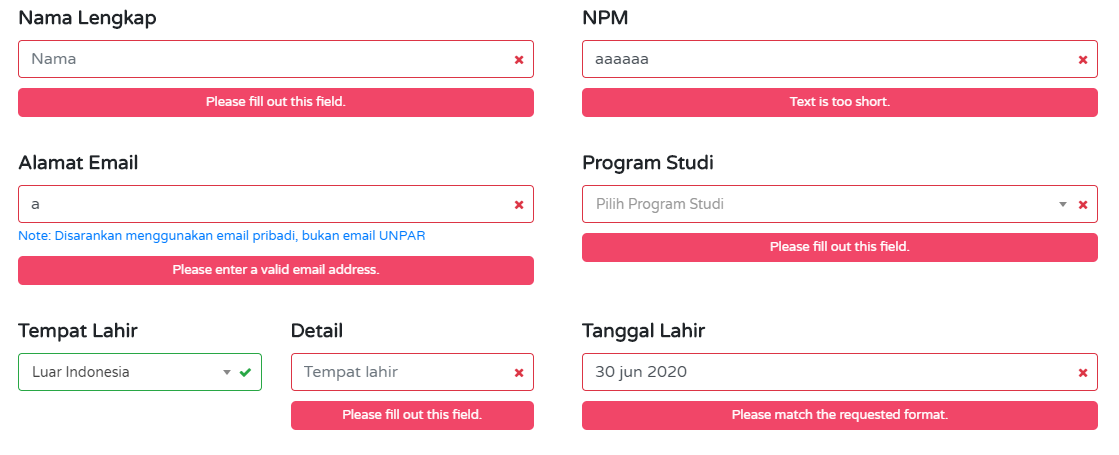 Nama Lengkap
NPM
Nama
aaaaaa
Please fill out this field.
Text is too short.
Alamat Email
Program Studi
a
Pilih Program Studi
Note: Disarankan menggunakan email pribadi, bukan email UNPAR
Please fill out this field.
Please enter a valid email address.
Tempat Lahir
Detail
Tanggal Lahir
Luar Indonesia
Tempat lahir
30 jun 2020
Please fill out this field.
Please match the requested format.